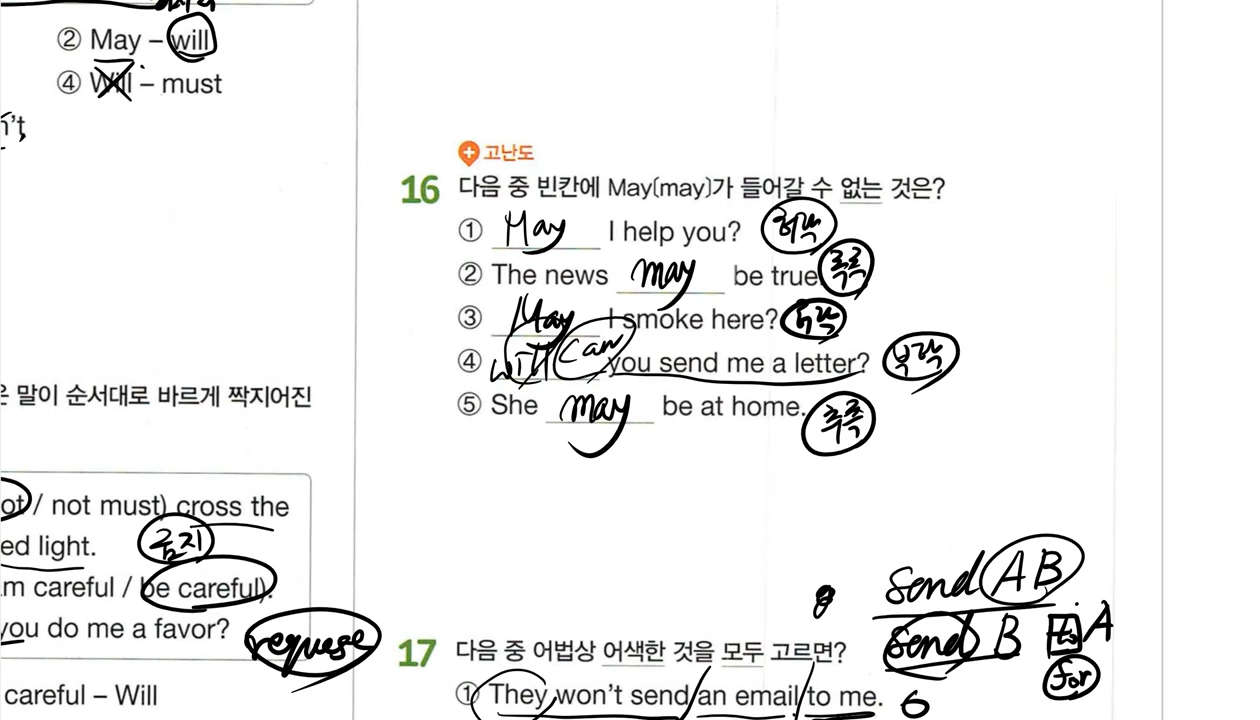 ② May – will
④ Will – must
n't,
고난도
16 다음 중 빈칸에 May(may)가 들어갈 수 없는 것은?
① May I help you? 허락
② The news may be true. 추측
③ May I smoke here? 허락
④ will can you send me a letter? 부탁
⑤ She may be at home. 추측
은 말이 순서대로 바르게 짝지어진
ot / not must) cross the
ed light. 금지
m careful / be careful).
you do me a favor? requese
careful – Will
send A B
send B to A
for
17 다음 중 어법상 어색한 것을 모두 고르면?
① They won't send an email to me.